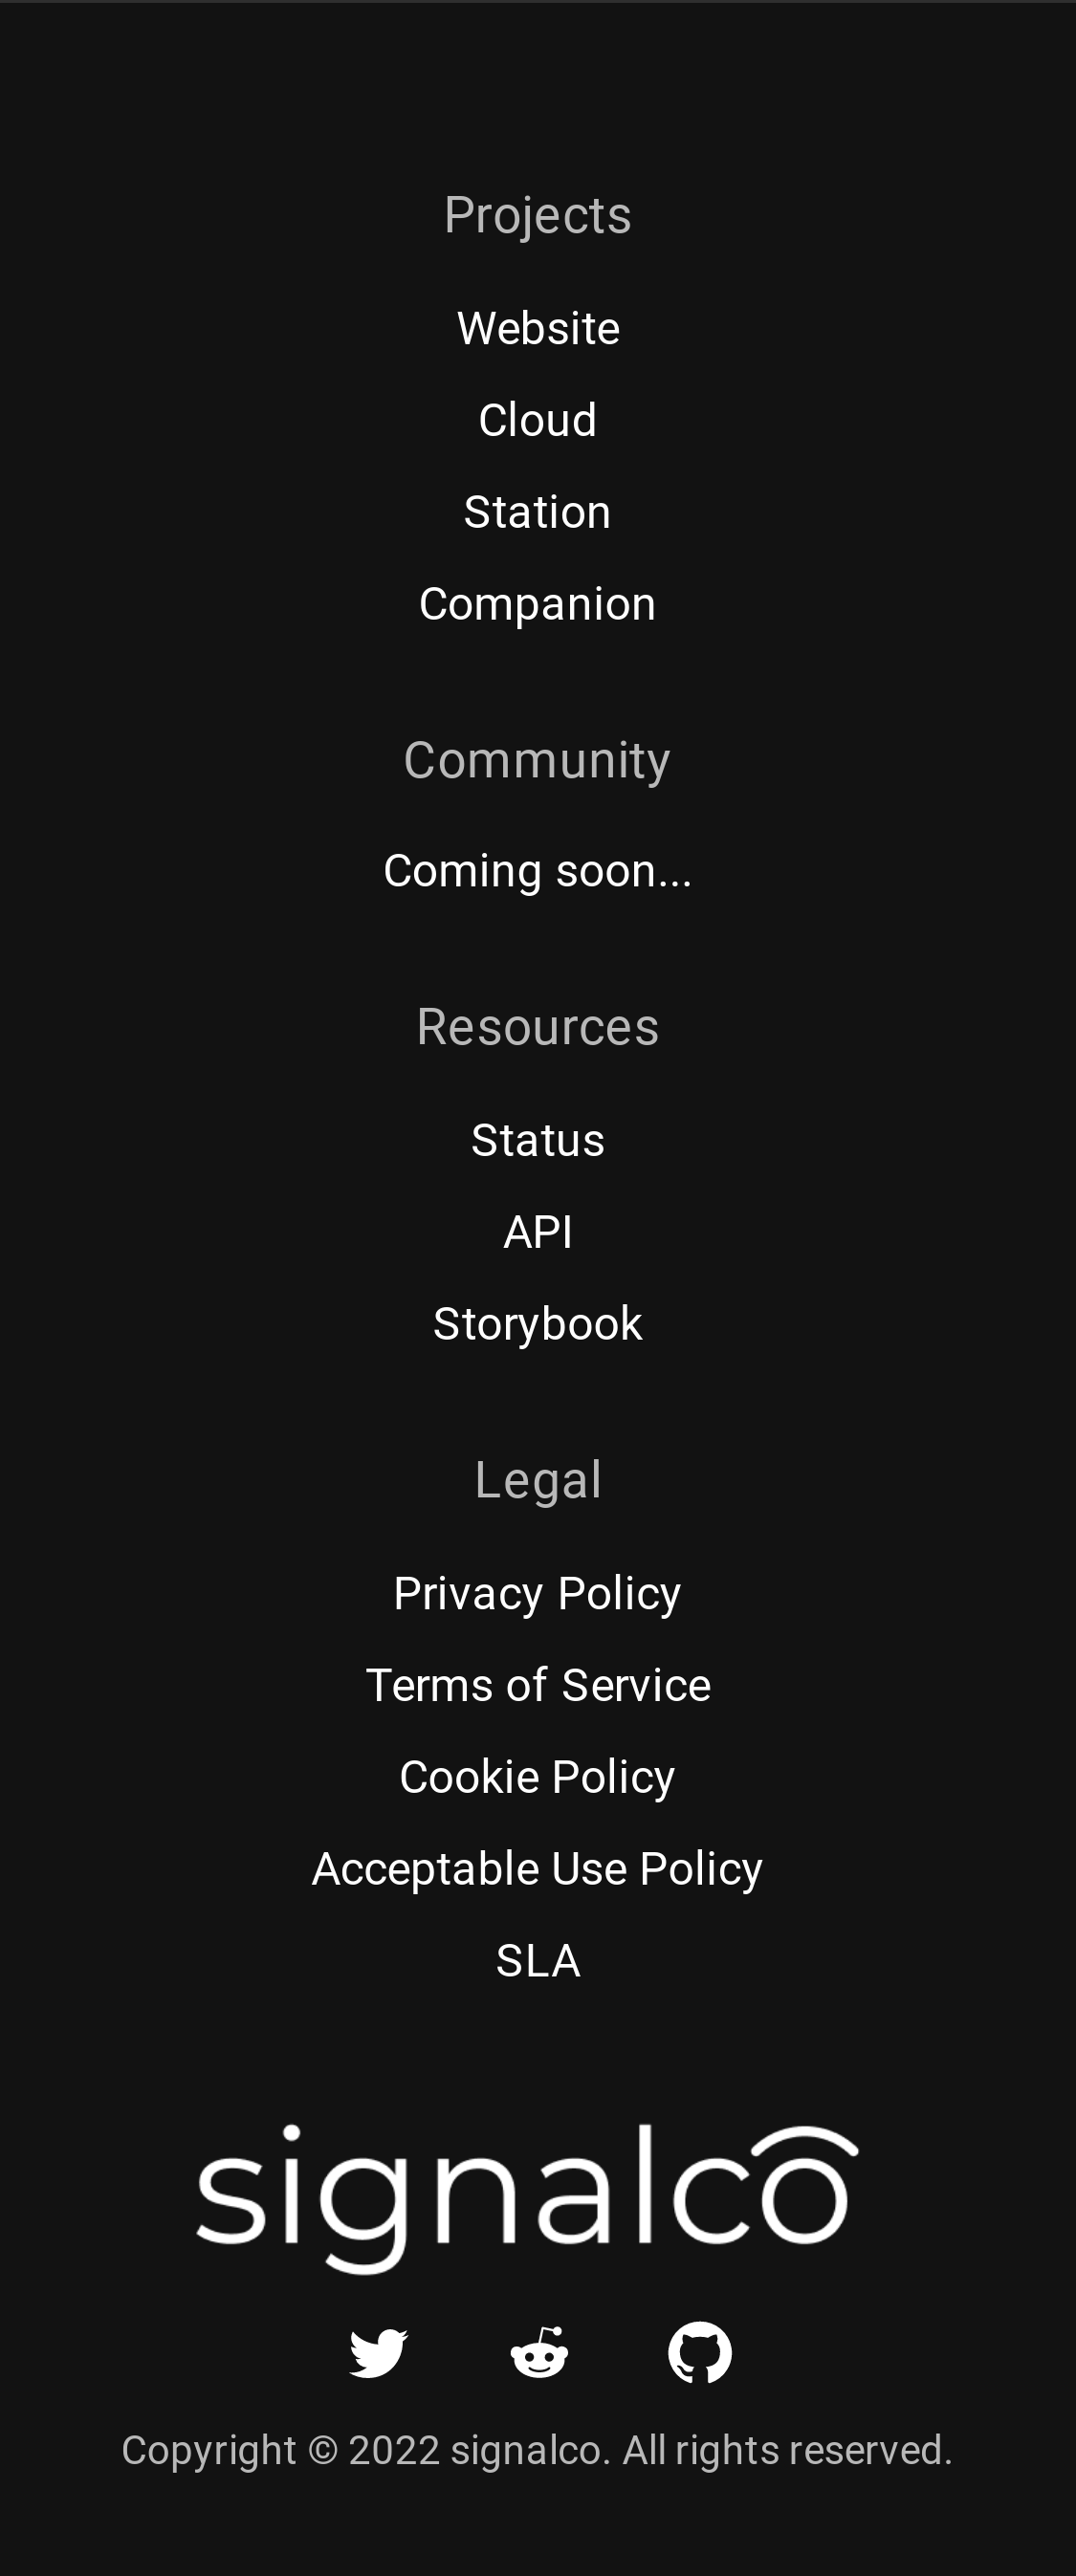 Projects
Website
Cloud
Station
Companion
Community
Coming soon...
Resources
Status
API
Storybook
Legal
Privacy Policy
Terms of Service
Cookie Policy
Acceptable Use Policy
SLA
signalco
Copyright © 2022 signalco. All rights reserved.